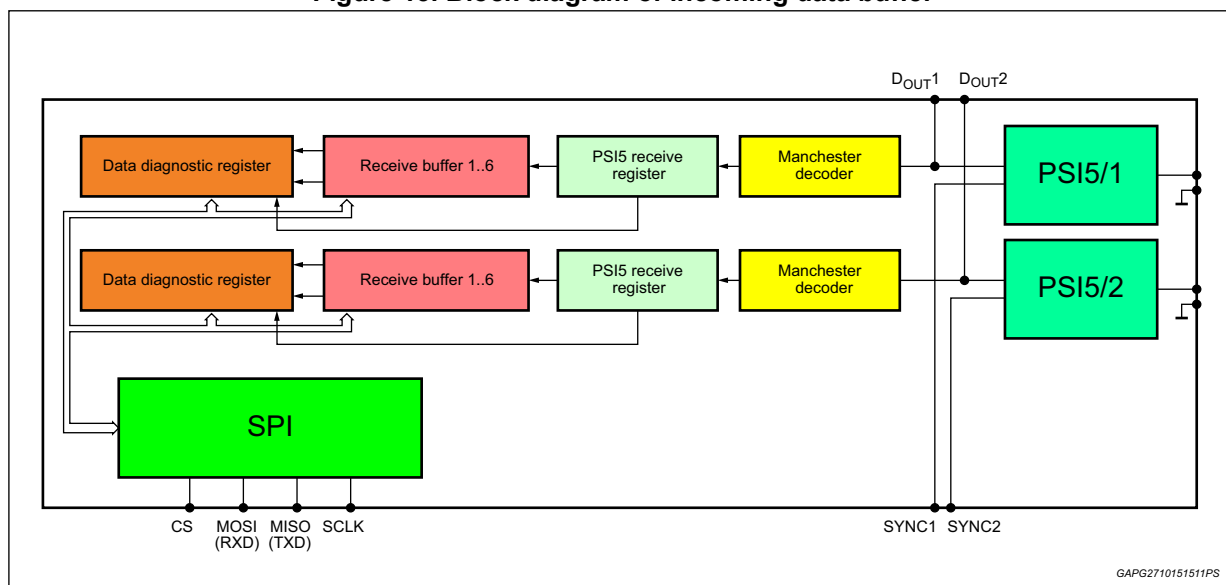 D_OUT1 D_OUT2
Data diagnostic register
Receive buffer 1..6
PSI5 receive
register
Manchester
decoder
PSI5/1
Data diagnostic register
Receive buffer 1..6
PSI5 receive
register
Manchester
decoder
PSI5/2
SPI
CS
MOSI
(RXD)
MISO
(TXD)
SCLK
SYNC1 SYNC2
GAPG2710151511PS